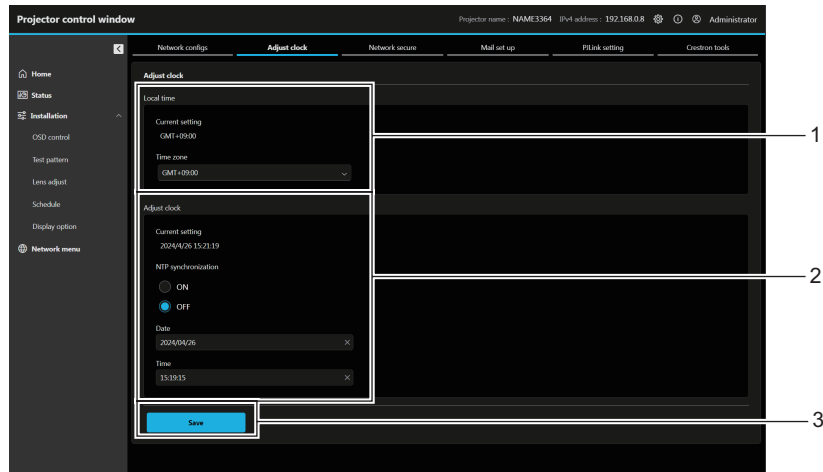 Projector control window
Projector name : NAME3364 IPv4 address : 192.168.0.8 Administrator
Network configs Adjust clock Network secure Mail set up PJLink setting Crestron tools
Home
Status
Installation
OSD control
Test pattern
Lens adjust
Schedule
Display option
Network menu
Adjust clock
Local time
Current setting
GMT+09:00
Time zone
GMT+09:00
Adjust clock
Current setting
2024/4/26 15:21:19
NTP synchronization
ON
OFF
Date
2024/04/26
Time
15:19:15
Save
1
2
3